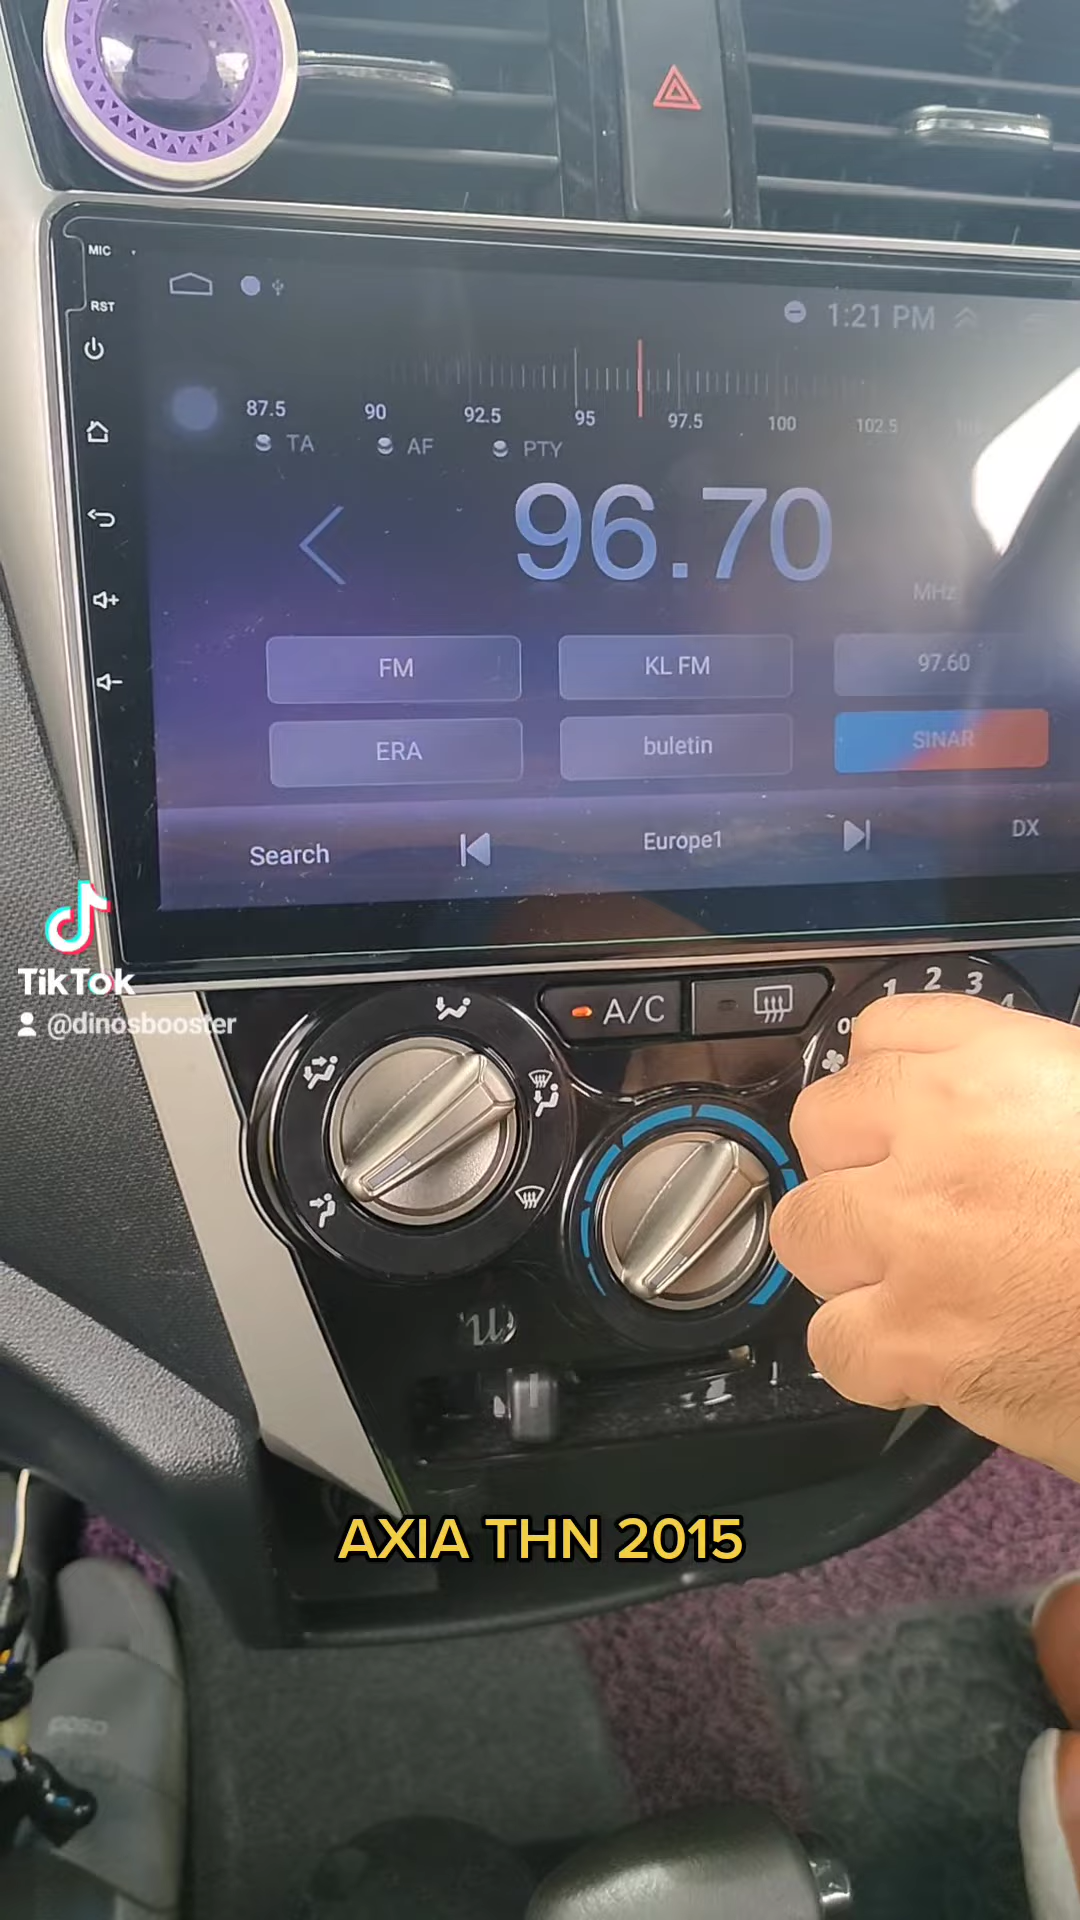 MIC
RST
1:21 PM
87.5 90 92.5 95 97.5 100 102.5
TA AF PTY
96.70
MHz
FM KL FM 97.60
ERA buletin SINAR
Search Europe1 DX
TikTok
@dinosbooster
A/C
1 2 3 4
AXIA THN 2015